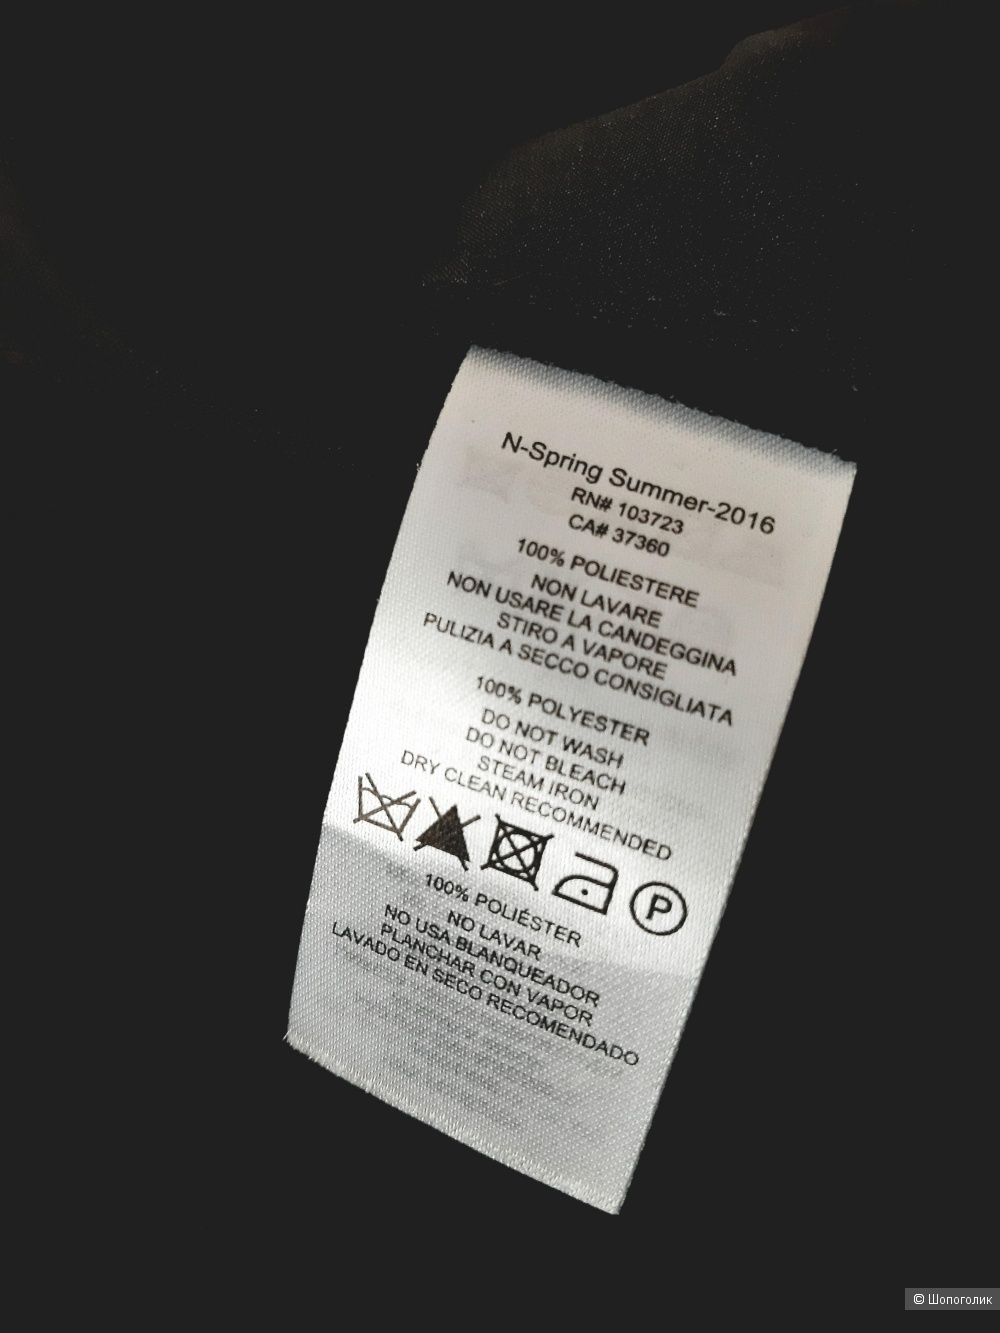 N-Spring Summer-2016
RN# 103723
CA# 37360
100% POLIESTERE
NON LAVARE
NON USARE LA CANDEGGINA
STIRO A VAPORE
PULIZIA A SECCO CONSIGLIATA
100% POLYESTER
DO NOT WASH
DO NOT BLEACH
STEAM IRON
DRY CLEAN RECOMMENDED
P
100% POLIÉSTER
NO LAVAR
NO USA BLANQUEADOR
PLANCHAR CON VAPOR
LAVADO EN SECO RECOMENDADO
© Шопоголик